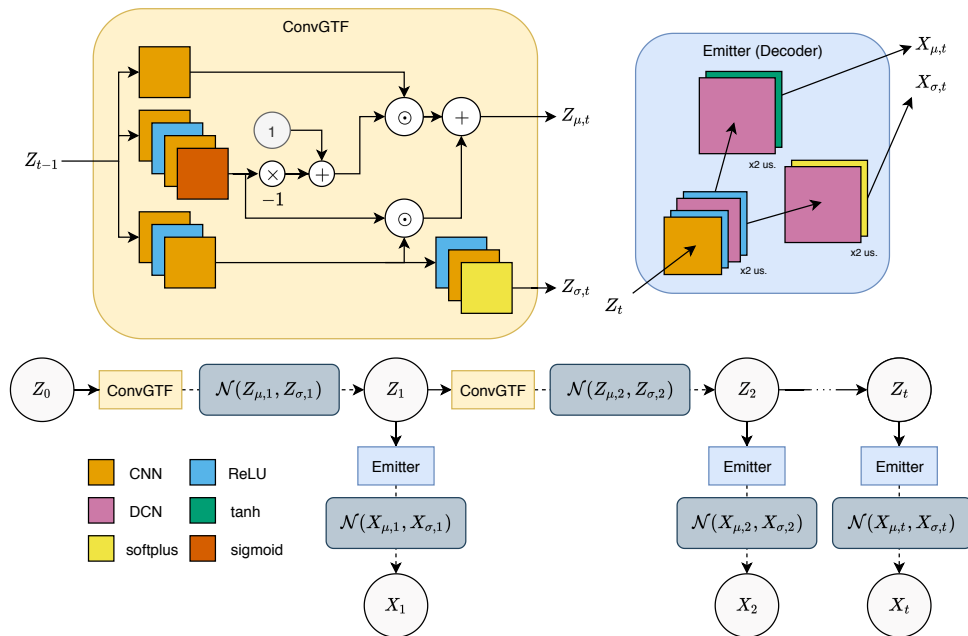 ConvGTF
Z_{t−1}
1
×
−1
+
⊙
+
⊙
Z_{μ,t}
Z_{σ,t}
Emitter (Decoder)
X_{μ,t}
X_{σ,t}
x2 us.
x2 us.
x2 us.
Z_t
Z_0
ConvGTF
𝒩(Z_{μ,1}, Z_{σ,1})
Z_1
ConvGTF
𝒩(Z_{μ,2}, Z_{σ,2})
Z_2
...
Z_t
Emitter
Emitter
Emitter
𝒩(X_{μ,1}, X_{σ,1})
𝒩(X_{μ,2}, X_{σ,2})
𝒩(X_{μ,t}, X_{σ,t})
X_1
X_2
X_t
CNN
ReLU
DCN
tanh
softplus
sigmoid